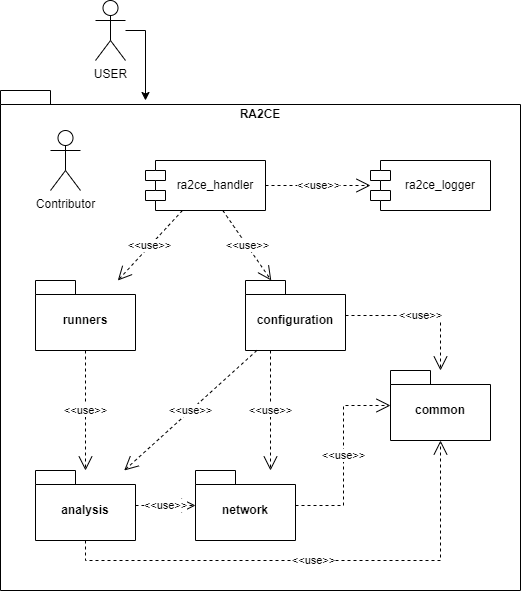 USER
RA2CE
Contributor
ra2ce_handler
<<use>>
ra2ce_logger
<<use>>
<<use>>
runners
configuration
<<use>>
<<use>>
<<use>>
<<use>>
common
<<use>>
analysis
<<use>>
network
<<use>>